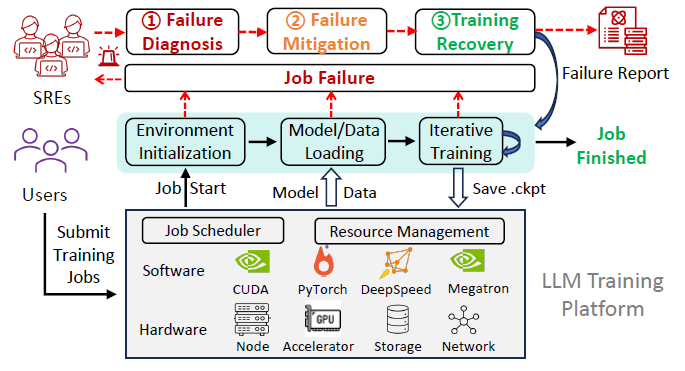 ① Failure Diagnosis
② Failure Mitigation
③Training Recovery
Failure Report
SREs
Job Failure
Environment Initialization
Model/Data Loading
Iterative Training
Job Finished
Users
Job Start
Model Data
Save .ckpt
Submit Training Jobs
Job Scheduler
Resource Management
Software
CUDA
PyTorch
DeepSpeed
Megatron
LLM Training Platform
Hardware
GPU
Node
Accelerator
Storage
Network